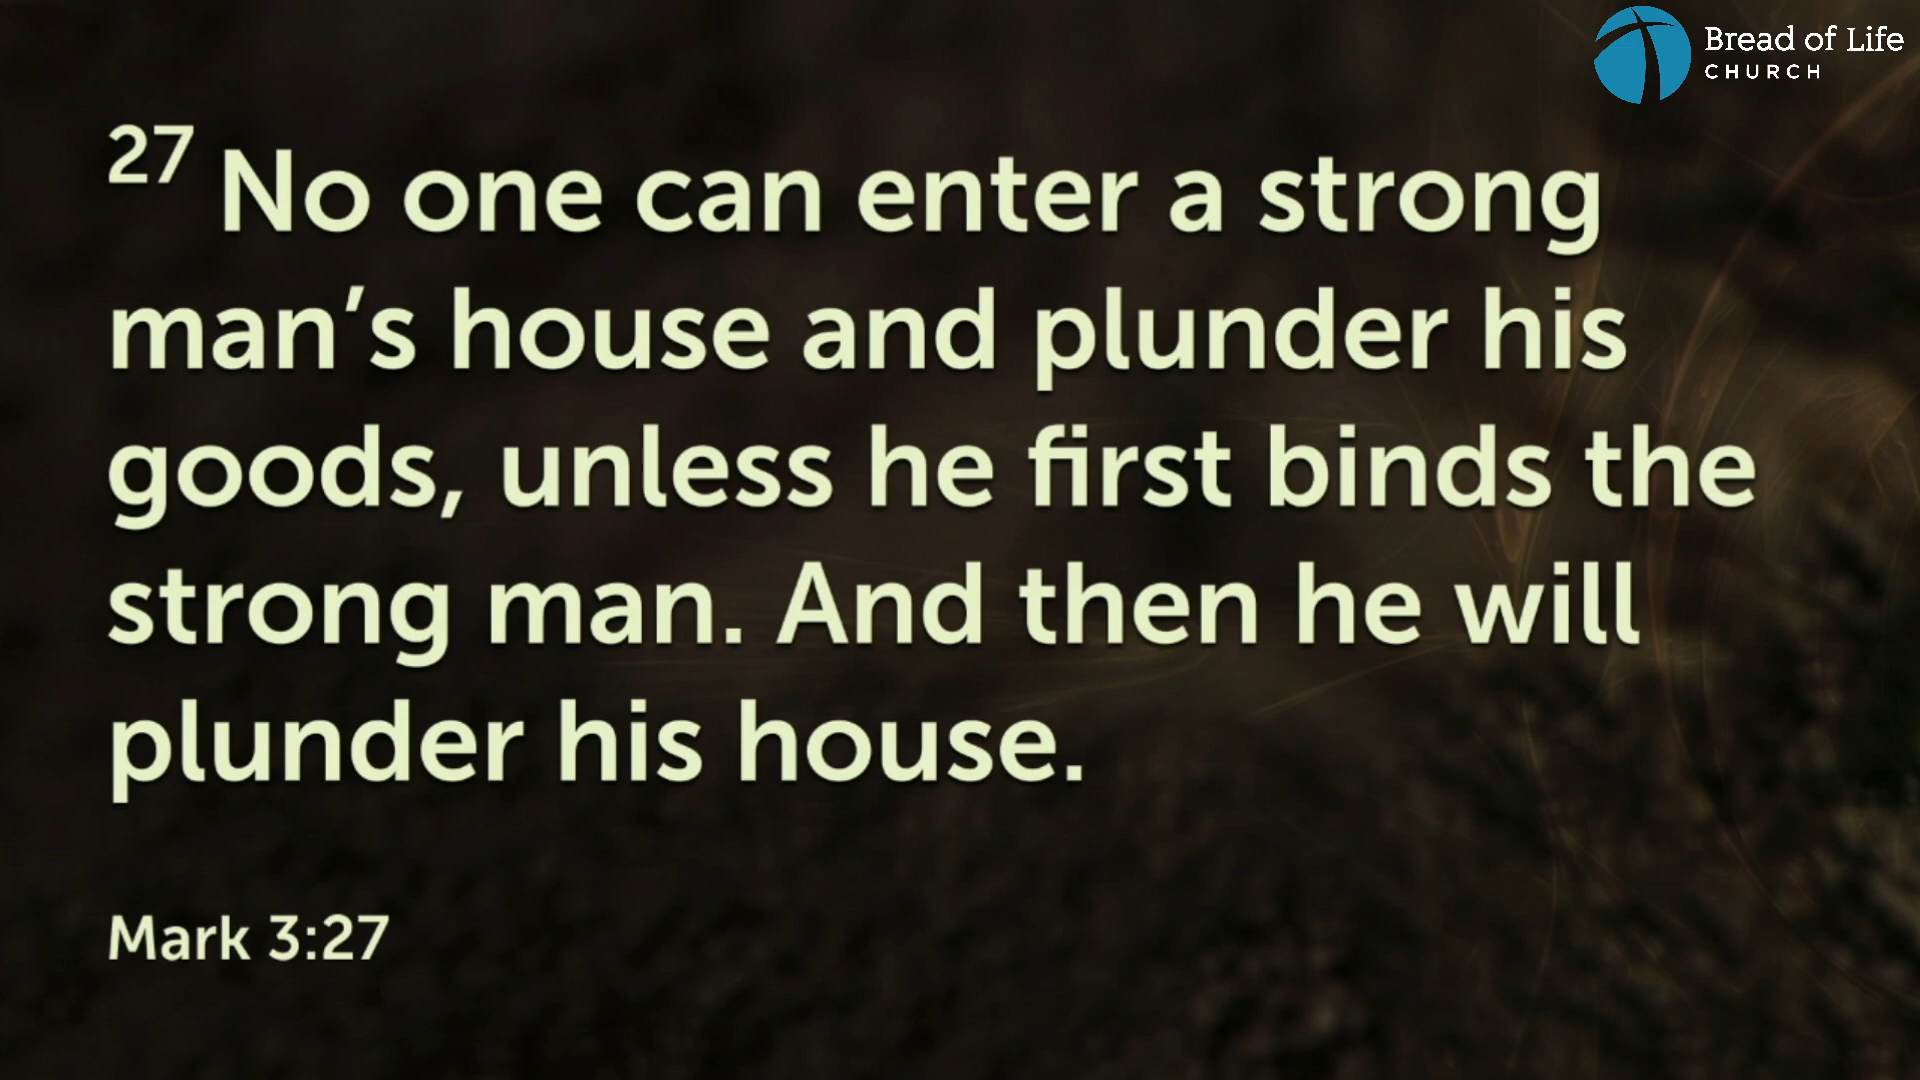 Bread of Life
CHURCH
27 No one can enter a strong
man’s house and plunder his
goods, unless he first binds the
strong man. And then he will
plunder his house.
Mark 3:27